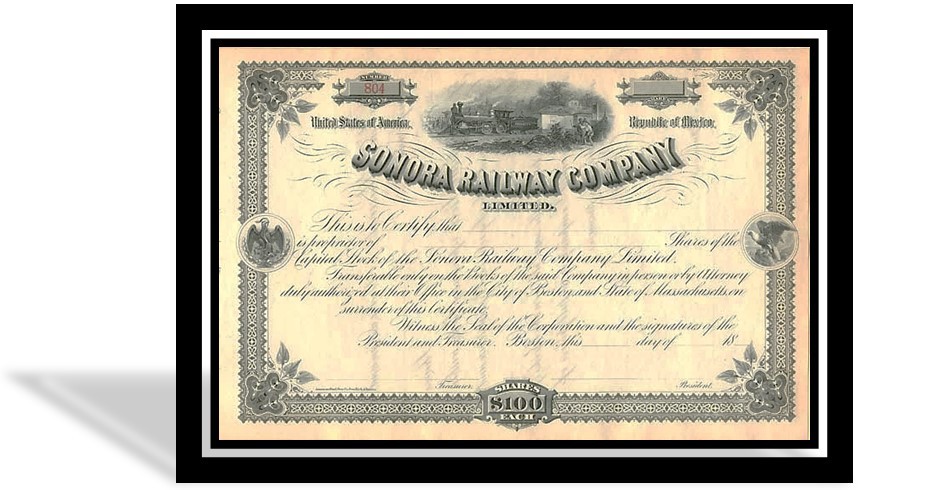 NUMBER
804
United States of America.
Republic of Mexico.
SONORA RAILWAY COMPANY
LIMITED.
This is to Certify that
is proprietor of Shares of the
Capital Stock of the Sonora Railway Company Limited.
Transferable only on the Books of the said Company in person or by Attorney
duly authorized at their Office in the City of Boston and State of Massachusetts, on
surrender of this Certificate.
Witness the Seal of the Corporation and the signatures of the
President and Treasurer. Boston, this day of 18
Treasurer. President.
SHARES
$100
EACH